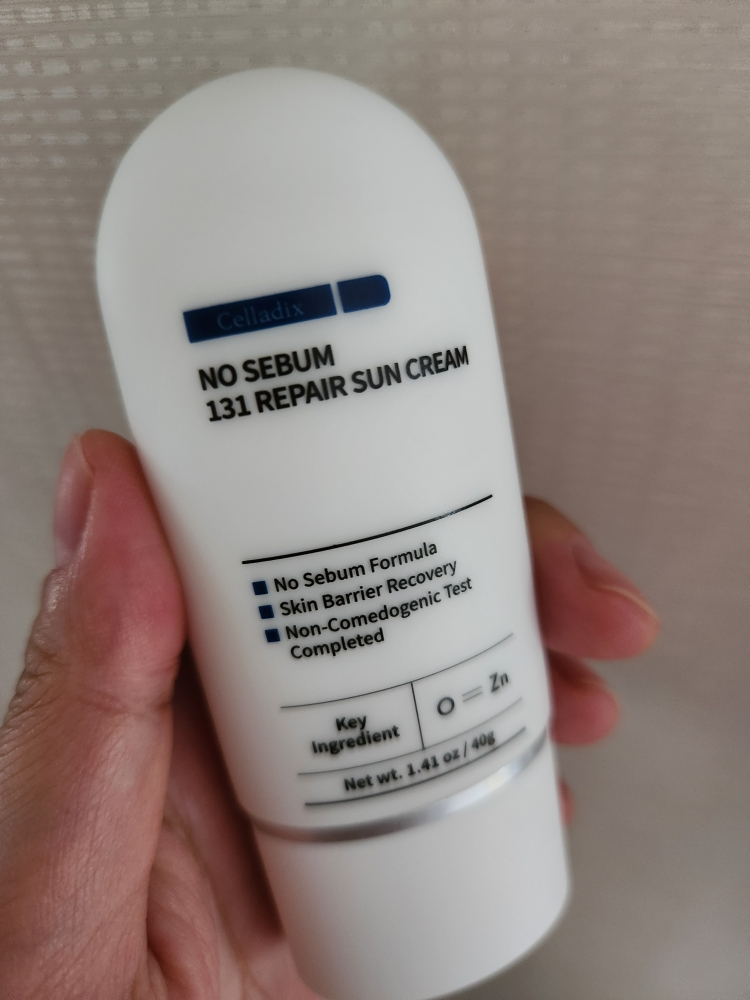 Celladix
NO SEBUM
131 REPAIR SUN CREAM
No Sebum Formula
Skin Barrier Recovery
Non-Comedogenic Test
Completed
Key
Ingredient
O = Zn
Net wt. 1.41 oz / 40g